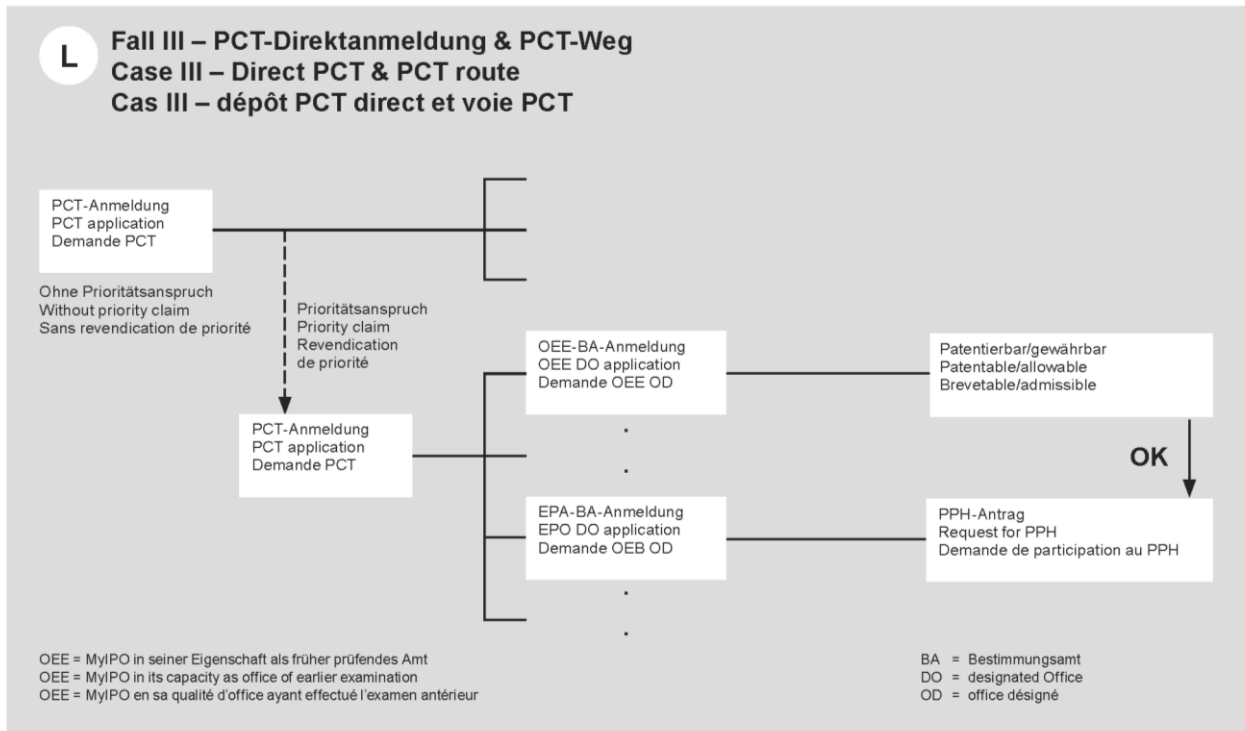 L
Fall III – PCT-Direktanmeldung & PCT-Weg
Case III – Direct PCT & PCT route
Cas III – dépôt PCT direct et voie PCT
PCT-Anmeldung
PCT application
Demande PCT
Ohne Prioritätsanspruch
Without priority claim
Sans revendication de priorité
Prioritätsanspruch
Priority claim
Revendication
de priorité
OEE-BA-Anmeldung
OEE DO application
Demande OEE OD
Patentierbar/gewährbar
Patentable/allowable
Brevetable/admissible
PCT-Anmeldung
PCT application
Demande PCT
OK
EPA-BA-Anmeldung
EPO DO application
Demande OEB OD
PPH-Antrag
Request for PPH
Demande de participation au PPH
OEE = MyIPO in seiner Eigenschaft als früher prüfendes Amt
OEE = MyIPO in its capacity as office of earlier examination
OEE = MyIPO en sa qualité d'office ayant effectué l'examen antérieur
BA = Bestimmungsamt
DO = designated Office
OD = office désigné